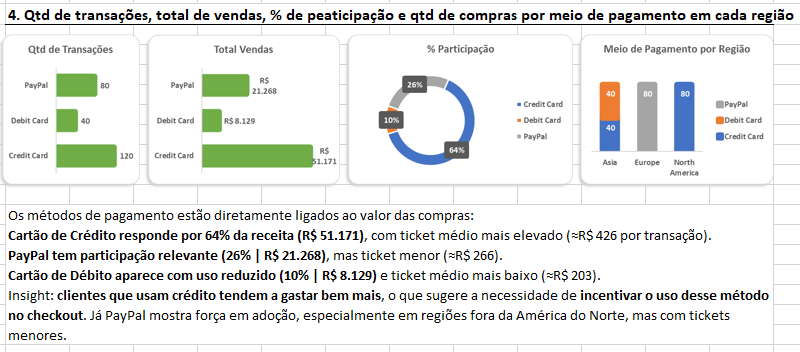 4. Qtd de transações, total de vendas, % de peaticipação e qtd de compras por meio de pagamento em cada região
Qtd de Transações
PayPal
80
Debit Card
40
Credit Card
120
Total Vendas
PayPal
R$
21.268
Debit Card
R$ 8.129
Credit Card
R$
51.171
% Participação
26%
10%
64%
Credit Card
Debit Card
PayPal
Meio de Pagamento por Região
40
80
80
40
Asia
Europe
North
America
PayPal
Debit Card
Credit Card
Os métodos de pagamento estão diretamente ligados ao valor das compras:
Cartão de Crédito responde por 64% da receita (R$ 51.171), com ticket médio mais elevado (≈R$ 426 por transação).
PayPal tem participação relevante (26% | R$ 21.268), mas ticket menor (≈R$ 266).
Cartão de Débito aparece com uso reduzido (10% | R$ 8.129) e ticket médio mais baixo (≈R$ 203).
Insight: clientes que usam crédito tendem a gastar bem mais, o que sugere a necessidade de incentivar o uso desse método
no checkout. Já PayPal mostra força em adoção, especialmente em regiões fora da América do Norte, mas com tickets
menores.